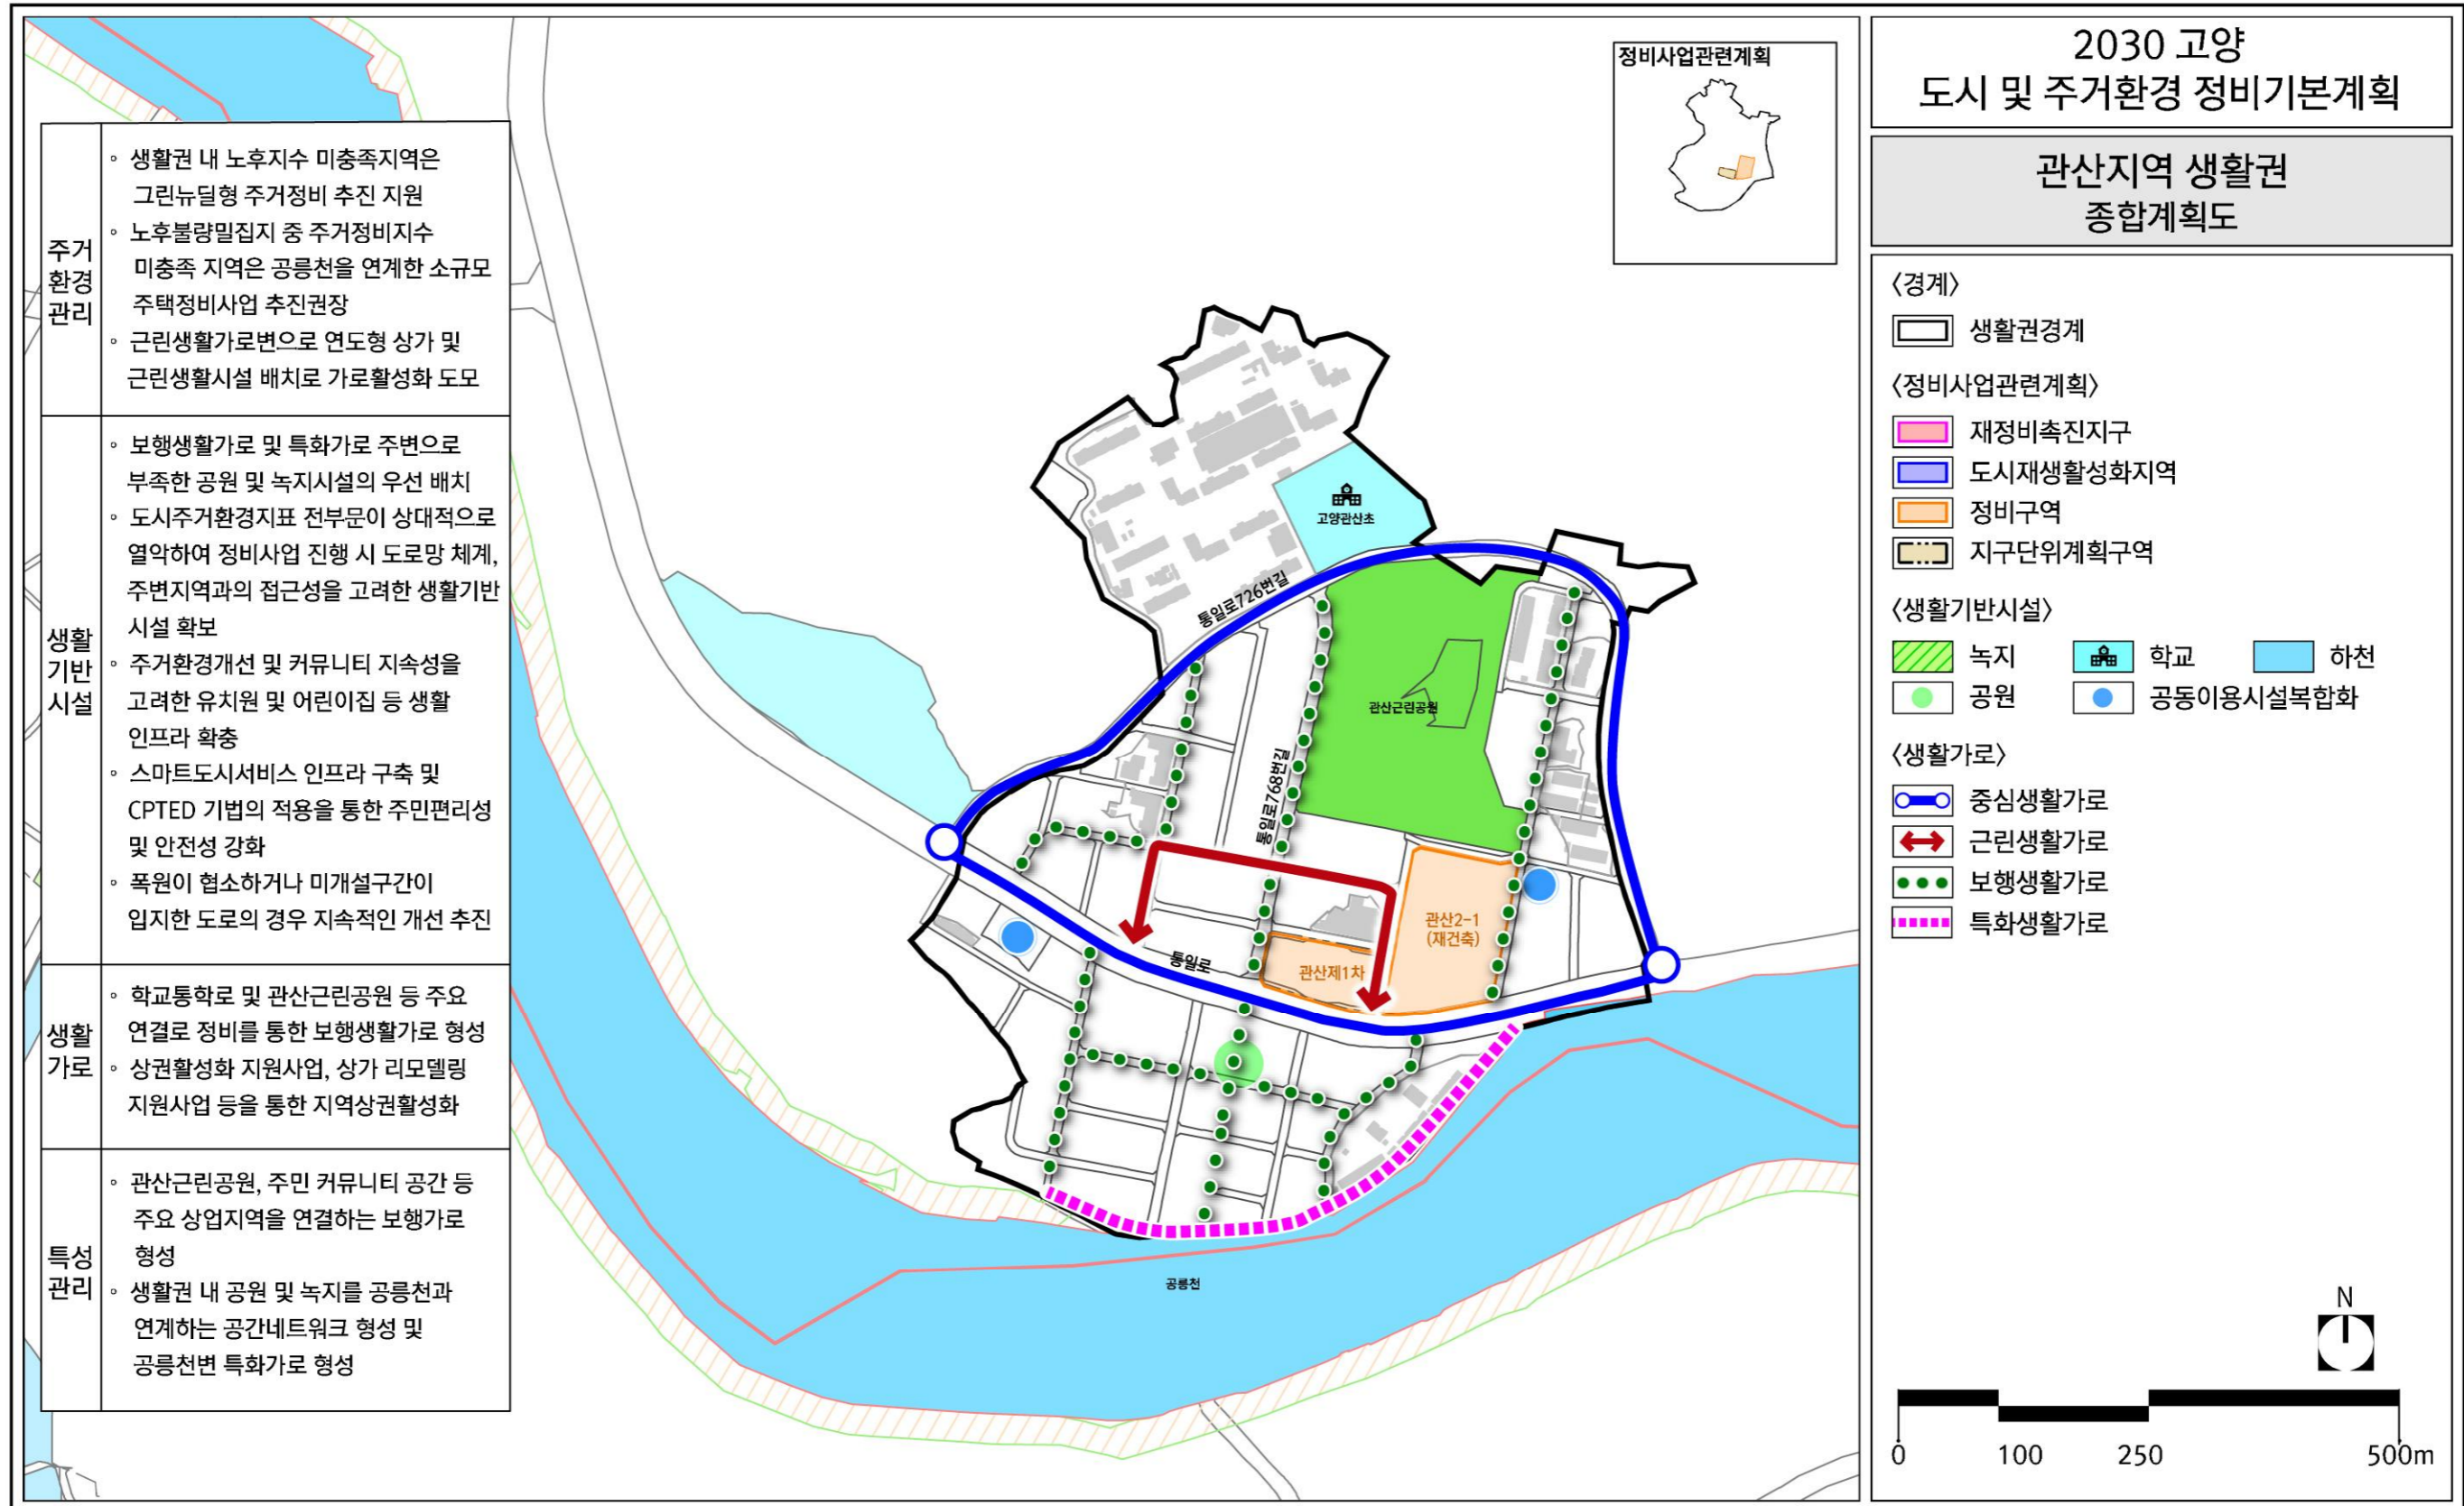 주거
환경
관리
◦ 생활권 내 노후지수 미충족지역은
그린뉴딜형 주거정비 추진 지원
◦ 노후불량밀집지 중 주거정비지수
미충족 지역은 공릉천을 연계한 소규모
주택정비사업 추진권장
◦ 근린생활가로변으로 연도형 상가 및
근린생활시설 배치로 가로활성화 도모
생활
기반
시설
◦ 보행생활가로 및 특화가로 주변으로
부족한 공원 및 녹지시설의 우선 배치
◦ 도시주거환경지표 전부문이 상대적으로
열악하여 정비사업 진행 시 도로망 체계,
주변지역과의 접근성을 고려한 생활기반
시설 확보
◦ 주거환경개선 및 커뮤니티 지속성을
고려한 유치원 및 어린이집 등 생활
인프라 확충
◦ 스마트도시서비스 인프라 구축 및
CPTED 기법의 적용을 통한 주민편리성
및 안전성 강화
◦ 폭원이 협소하거나 미개설구간이
입지한 도로의 경우 지속적인 개선 추진
생활
가로
◦ 학교통학로 및 관산근린공원 등 주요
연결로 정비를 통한 보행생활가로 형성
◦ 상권활성화 지원사업, 상가 리모델링
지원사업 등을 통한 지역상권활성화
특성
관리
◦ 관산근린공원, 주민 커뮤니티 공간 등
주요 상업지역을 연결하는 보행가로
형성
◦ 생활권 내 공원 및 녹지를 공릉천과
연계하는 공간네트워크 형성 및
공릉천변 특화가로 형성
정비사업관련계획
고양관산초
통일로726번길
관산근린공원
통일로768번길
관산2-1
(재건축)
관산제1차
통일로
공릉천
2030 고양
도시 및 주거환경 정비기본계획
관산지역 생활권
종합계획도
〈경계〉
생활권경계
〈정비사업관련계획〉
재정비촉진지구
도시재생활성화지역
정비구역
지구단위계획구역
〈생활기반시설〉
녹지 학교 하천
공원 공동이용시설복합화
〈생활가로〉
중심생활가로
근린생활가로
보행생활가로
특화생활가로
N
0 100 250 500m